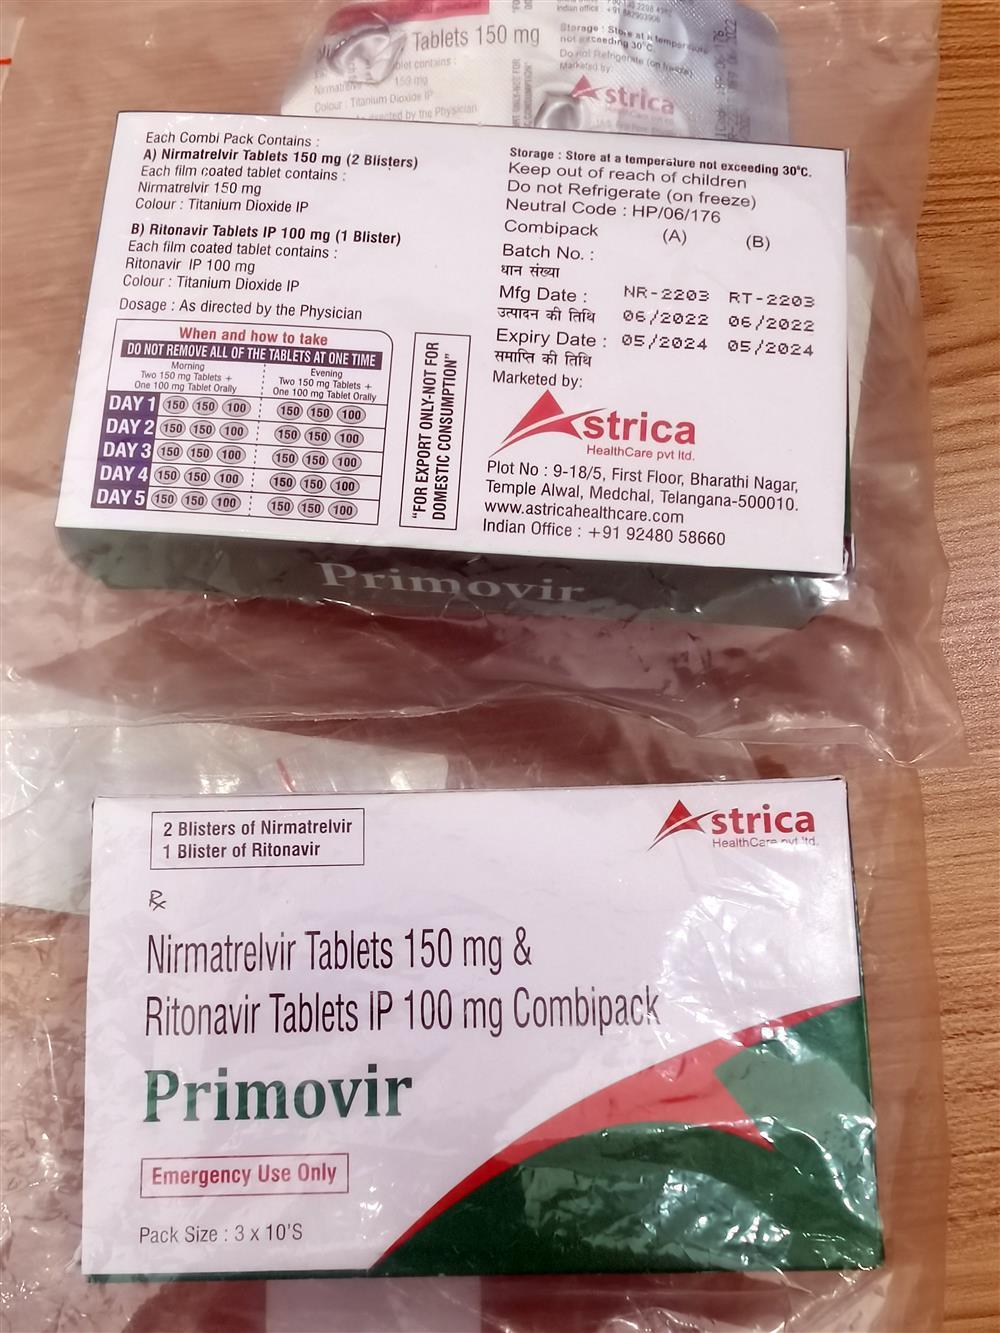 Tablets 150 mg
150 mg
Colour : Titanium Dioxide IP
by the Physician
Storage : Store at a temperature
not exceeding 30°C.
Do not Refrigerate (on freeze)
Marketed by:
Astrica
Each Combi Pack Contains :
A) Nirmatrelvir Tablets 150 mg (2 Blisters)
Each film coated tablet contains :
Nirmatrelvir 150 mg
Colour : Titanium Dioxide IP
B) Ritonavir Tablets IP 100 mg (1 Blister)
Each film coated tablet contains :
Ritonavir IP 100 mg
Colour : Titanium Dioxide IP
Dosage : As directed by the Physician
When and how to take
DO NOT REMOVE ALL OF THE TABLETS AT ONE TIME
Morning
Two 150 mg Tablets +
One 100 mg Tablet Orally
Evening
Two 150 mg Tablets +
One 100 mg Tablet Orally
DAY 1 150 150 100 150 150 100
DAY 2 150 150 100 150 150 100
DAY 3 150 150 100 150 150 100
DAY 4 150 150 100 150 150 100
DAY 5 150 150 100 150 150 100
"FOR EXPORT ONLY-NOT FOR
DOMESTIC CONSUMPTION"
Storage : Store at a temperature not exceeding 30°C.
Keep out of reach of children
Do not Refrigerate (on freeze)
Neutral Code : HP/06/176
Combipack (A) (B)
Batch No. :
धान संख्या
Mfg Date : NR-2203 RT-2203
उत्पादन की तिथि 06/2022 06/2022
Expiry Date : 05/2024 05/2024
समाप्ति की तिथि
Marketed by:
Astrica
HealthCare pvt ltd.
Plot No : 9-18/5, First Floor, Bharathi Nagar,
Temple Alwal, Medchal, Telangana-500010.
www.astricahealthcare.com
Indian Office : +91 92480 58660
Primovir
2 Blisters of Nirmatrelvir
1 Blister of Ritonavir
Astrica
HealthCare pvt ltd.
Rx
Nirmatrelvir Tablets 150 mg &
Ritonavir Tablets IP 100 mg Combipack
Primovir
Emergency Use Only
Pack Size : 3 x 10'S